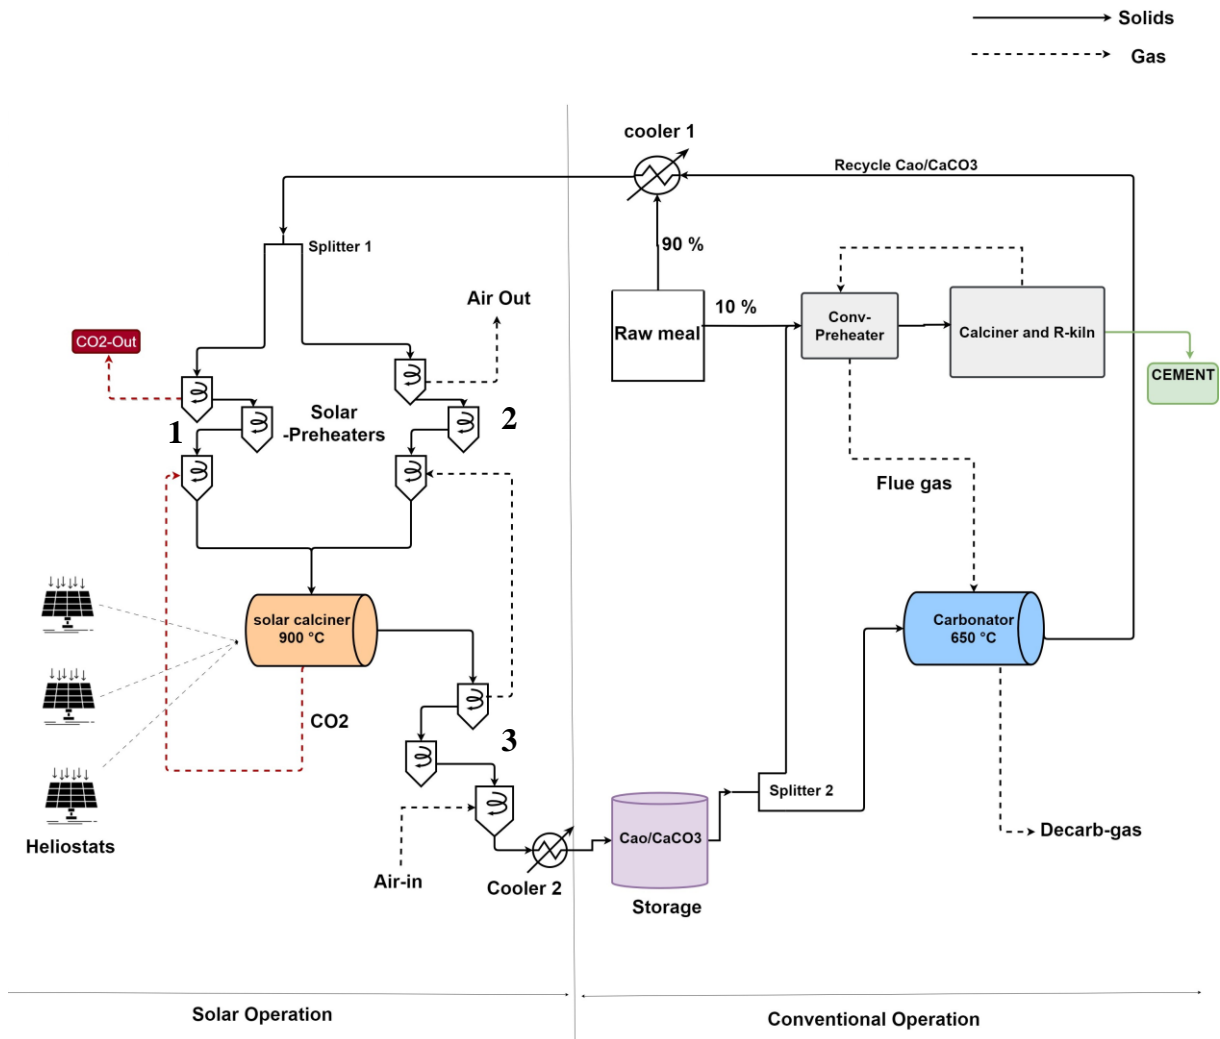 Solids
Gas
cooler 1
Recycle Cao/CaCO3
90 %
Splitter 1
Air Out
10 %
Raw meal
Conv-
Preheater
Calciner and R-kiln
CO2-Out
CEMENT
Solar
-Preheaters
1
2
Flue gas
solar calciner
900 °C
Carbonator
650 °C
CO2
3
Splitter 2
Heliostats
Air-in
Cooler 2
Cao/CaCO3
Storage
Decarb-gas
Solar Operation
Conventional Operation